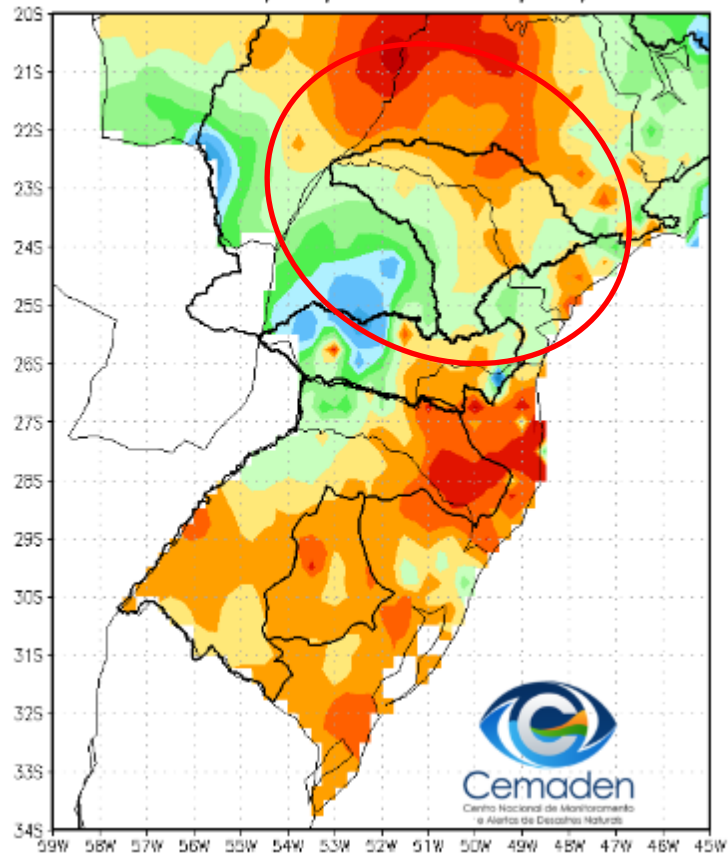 20S
21S
22S
23S
24S
25S
26S
27S
28S
29S
30S
31S
32S
33S
34S
59W 58W 57W 56W 55W 54W 53W 52W 51W 50W 49W 48W 47W 46W 45W
Cemaden
Centro Nacional de Monitoramento
e Alertas de Desastres Naturais